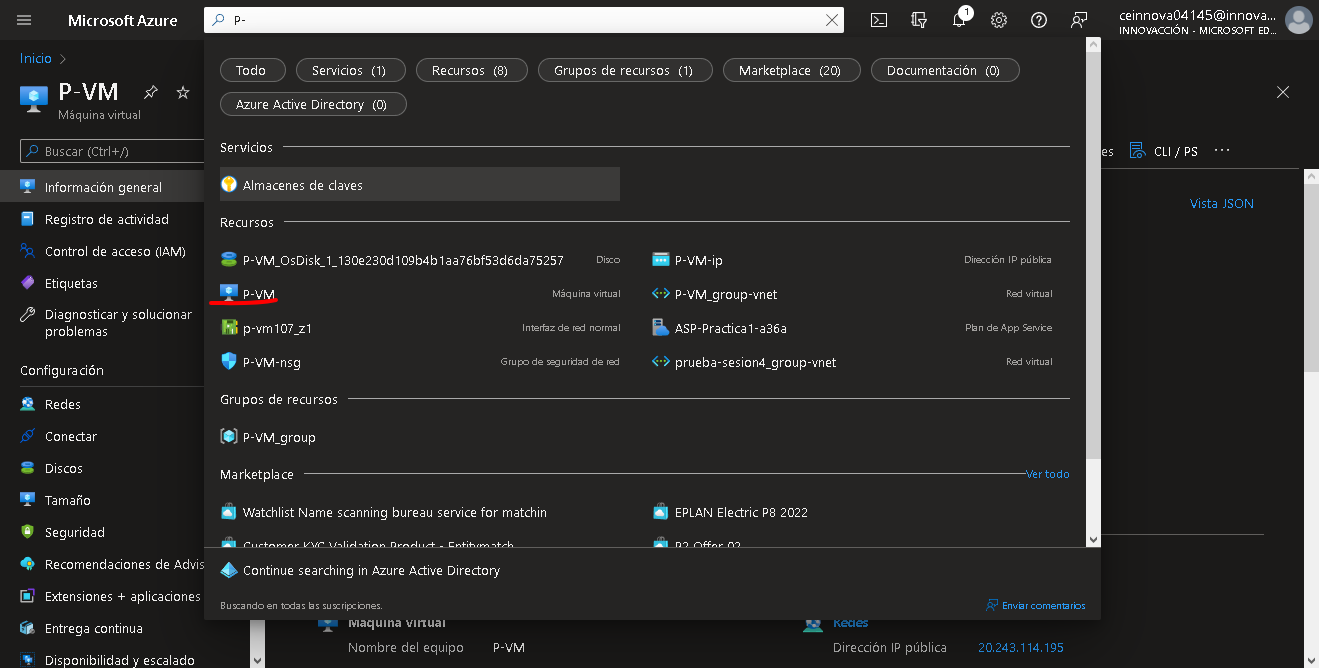 Microsoft Azure
P-
1
ceinnova04145@innova...
INNOVACCIÓN - MICROSOFT ED...
Inicio
P-VM
Máquina virtual
Buscar (Ctrl+/)
Información general
Registro de actividad
Control de acceso (IAM)
Etiquetas
Diagnosticar y solucionar
problemas
Configuración
Redes
Conectar
Discos
Tamaño
Seguridad
Recomendaciones de Advis
Extensiones + aplicaciones
Entrega continua
Disponibilidad y escalado
Todo
Servicios (1)
Recursos (8)
Grupos de recursos (1)
Marketplace (20)
Documentación (0)
Azure Active Directory (0)
Servicios
Almacenes de claves
Recursos
P-VM_OsDisk_1_130e230d109b4b1aa76bf53d6da75257 Disco
P-VM-ip Dirección IP pública
P-VM Máquina virtual
P-VM_group-vnet Red virtual
p-vm107_z1 Interfaz de red normal
ASP-Practica1-a36a Plan de App Service
P-VM-nsg Grupo de seguridad de red
prueba-sesion4_group-vnet Red virtual
Grupos de recursos
P-VM_group
Marketplace Ver todo
Watchlist Name scanning bureau service for matchin
EPLAN Electric P8 2022
Customer KYC Validation Product - Entitymatch
P2 Offer 02
Continue searching in Azure Active Directory
Buscando en todas las suscripciones.
Enviar comentarios
es
CLI / PS
...
Vista JSON
Máquina virtual
Nombre del equipo P-VM
Redes
Dirección IP pública 20.243.114.195